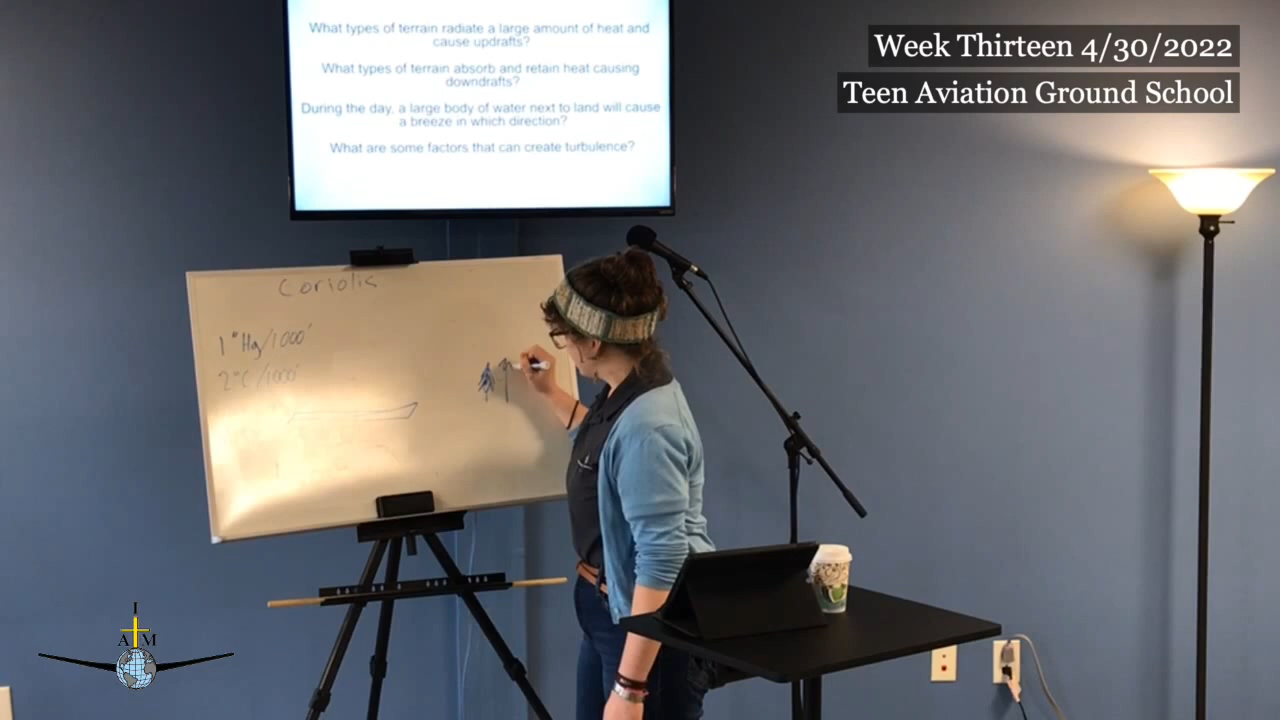 What types of terrain radiate a large amount of heat and
cause updrafts?
What types of terrain absorb and retain heat causing
downdrafts?
During the day, a large body of water next to land will cause
a breeze in which direction?
What are some factors that can create turbulence?
Week Thirteen 4/30/2022
Teen Aviation Ground School
Coriolis
1"Hg/1000'
2°C/1000'
A M